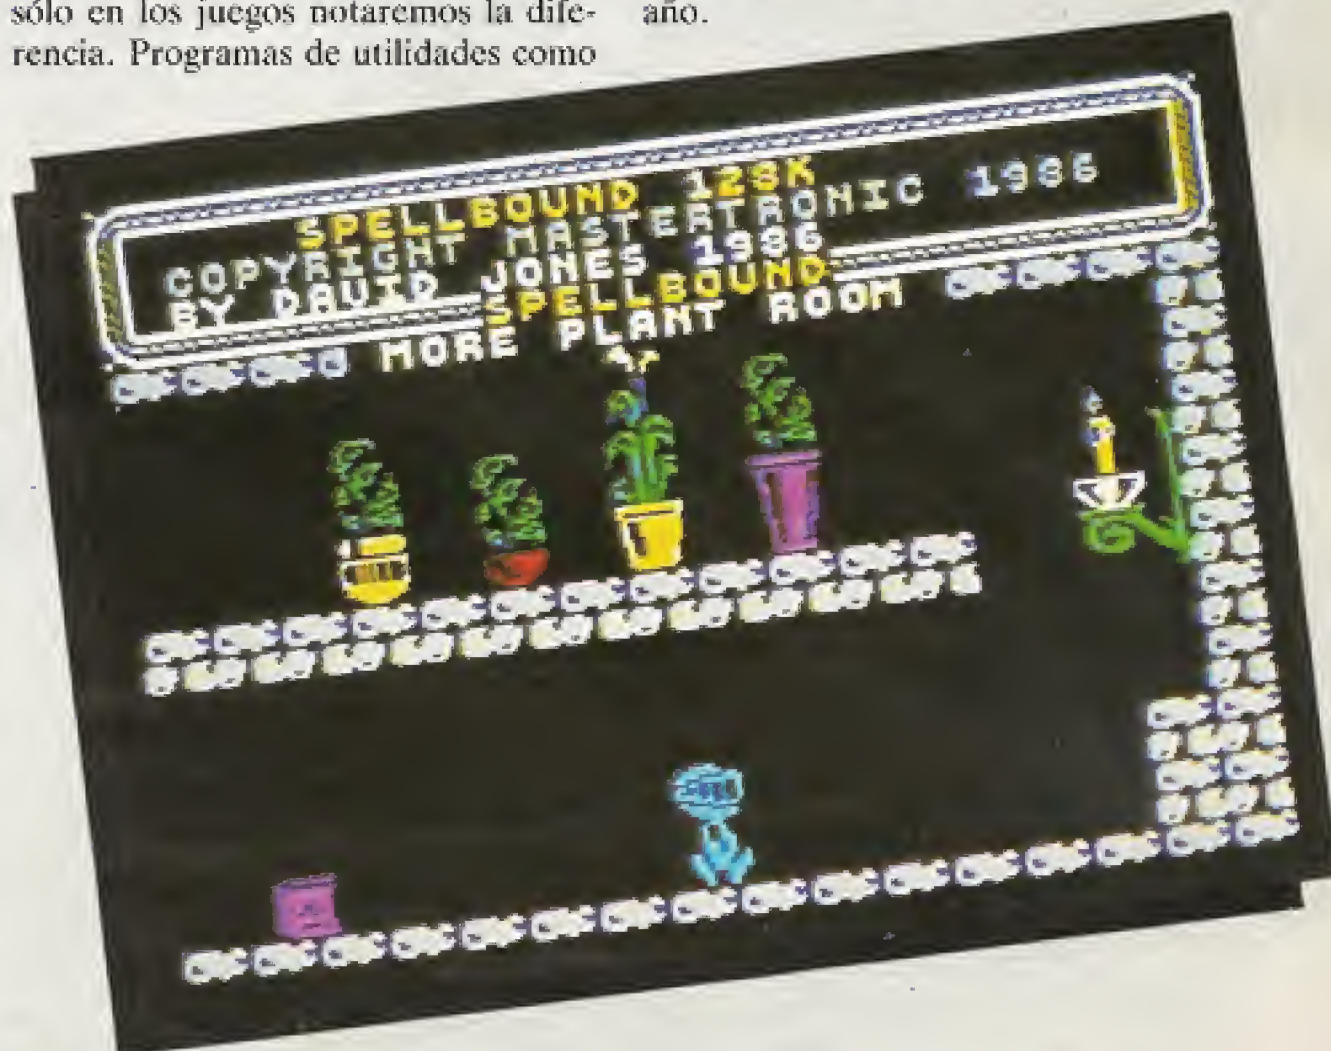 sólo en los juegos notaremos la dife-
rencia. Programas de utilidades como
año.
SPELLBOUND 128K
COPYRIGHT MASTERTRONIC 1986
BY DAVID JONES 1986
SPELLBOUND
MORE PLANT ROOM